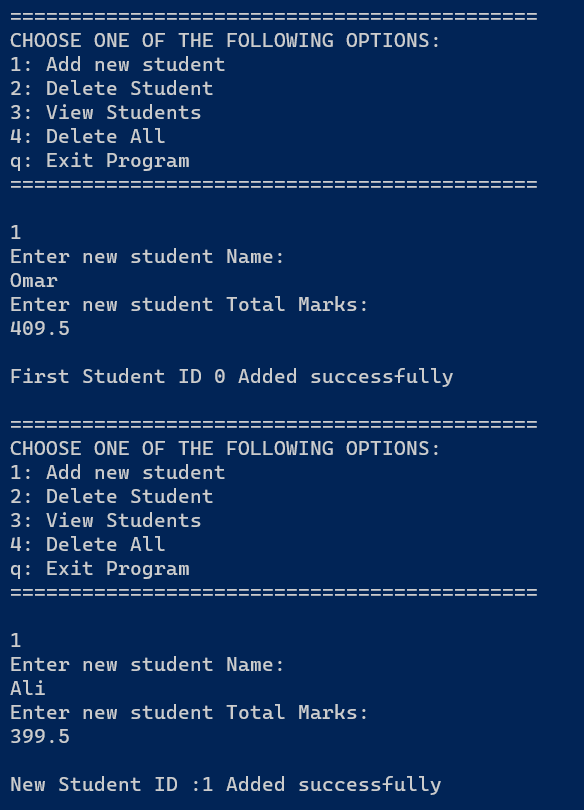 ============================================
CHOOSE ONE OF THE FOLLOWING OPTIONS:
1: Add new student
2: Delete Student
3: View Students
4: Delete All
q: Exit Program
============================================
1
Enter new student Name:
Omar
Enter new student Total Marks:
409.5
First Student ID 0 Added successfully
============================================
CHOOSE ONE OF THE FOLLOWING OPTIONS:
1: Add new student
2: Delete Student
3: View Students
4: Delete All
q: Exit Program
============================================
1
Enter new student Name:
Ali
Enter new student Total Marks:
399.5
New Student ID :1 Added successfully